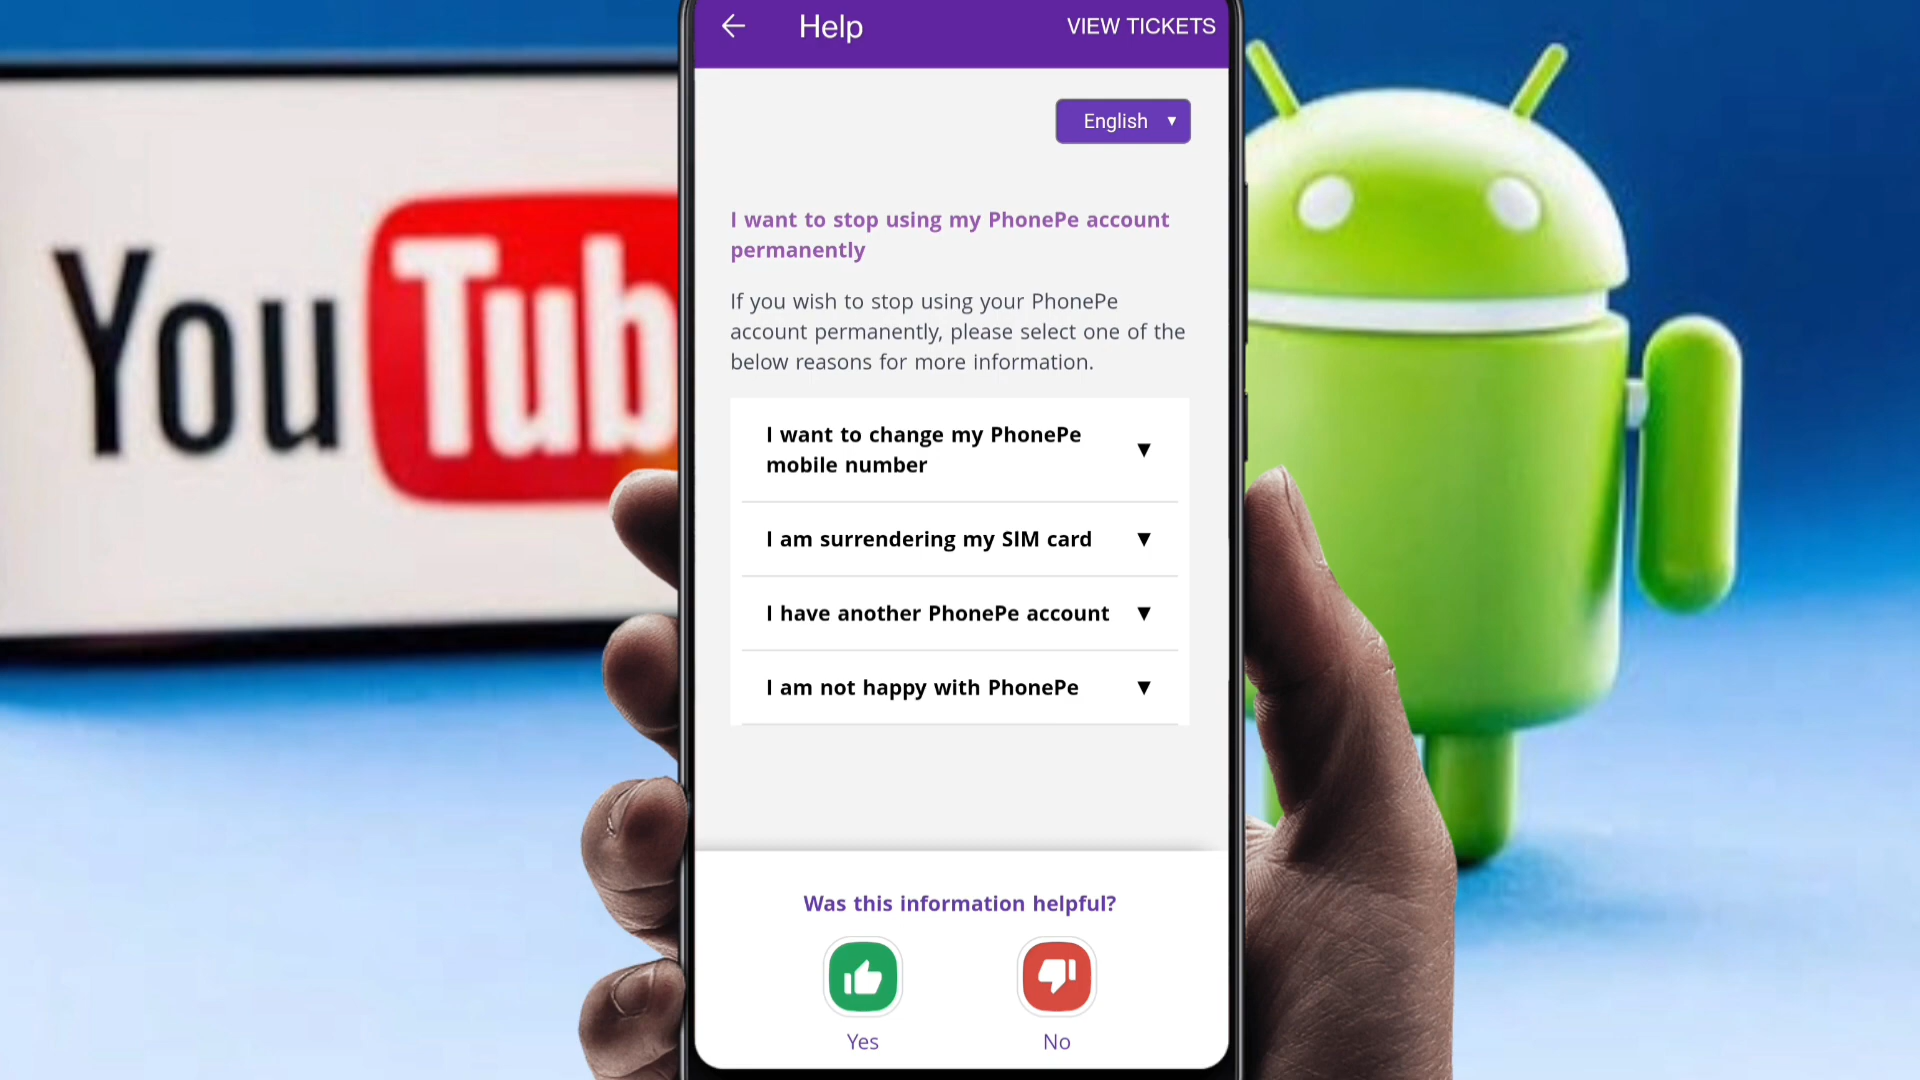 YouTub
Help
VIEW TICKETS
English
I want to stop using my PhonePe account
permanently
If you wish to stop using your PhonePe
account permanently, please select one of the
below reasons for more information.
I want to change my PhonePe
mobile number
I am surrendering my SIM card
I have another PhonePe account
I am not happy with PhonePe
Was this information helpful?
Yes
No